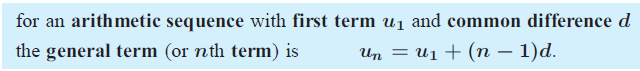 for an arithmetic sequence with first term u₁ and common difference d
the general term (or nth term) is uₙ = u₁ + (n − 1)d.